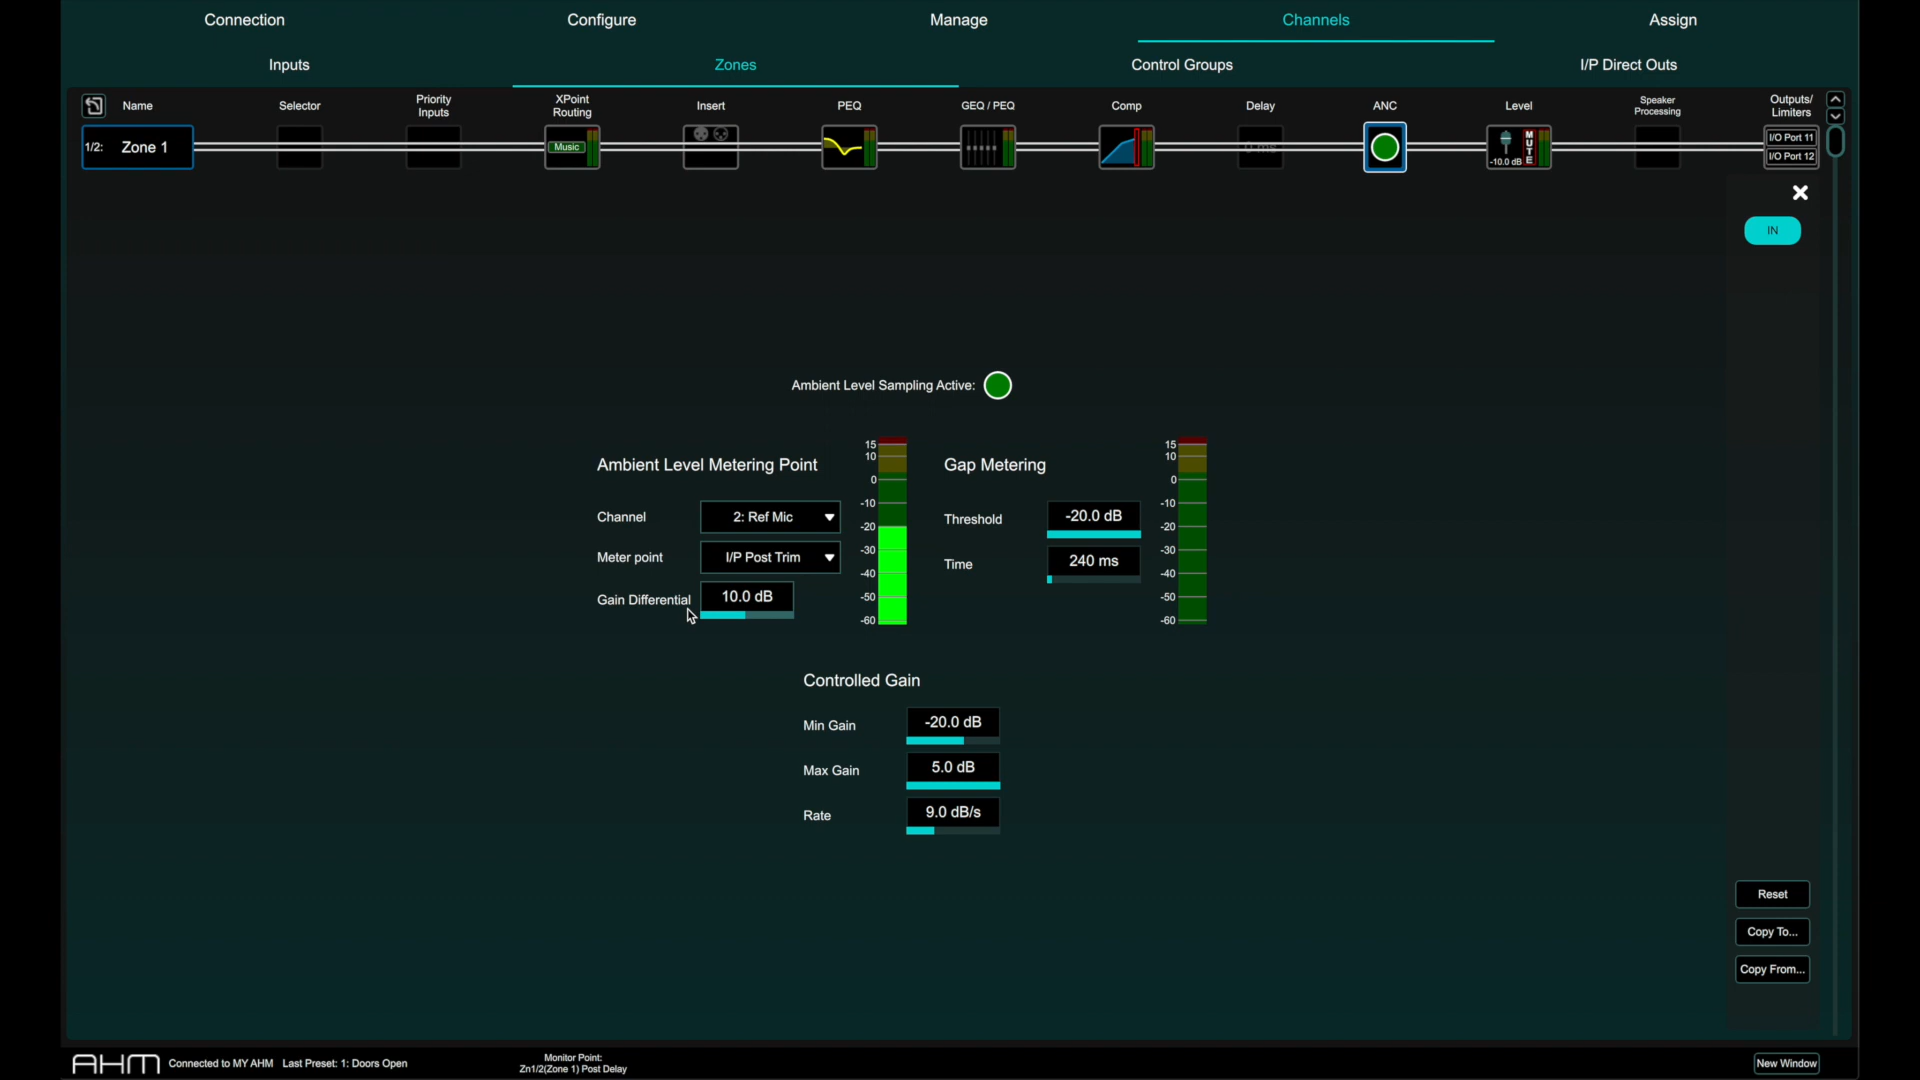 Connection Configure Manage Channels Assign
Inputs Zones Control Groups I/P Direct Outs
Name Selector Priority Inputs XPoint Routing Insert PEQ GEQ / PEQ Comp Delay ANC Level Speaker Processing Outputs/ Limiters
1/2: Zone 1 Music 0 ms -10.0 dB MUTE I/O Port 11
I/O Port 12
IN
Ambient Level Sampling Active:
Ambient Level Metering Point
Channel 2: Ref Mic
Meter point I/P Post Trim
Gain Differential 10.0 dB
15
10
0
-10
-20
-30
-40
-50
-60
Gap Metering
Threshold -20.0 dB
Time 240 ms
15
10
0
-10
-20
-30
-40
-50
-60
Controlled Gain
Min Gain -20.0 dB
Max Gain 5.0 dB
Rate 9.0 dB/s
Reset
Copy To...
Copy From...
AHM Connected to MY AHM Last Preset: 1: Doors Open
Monitor Point:
Zn1/2(Zone 1) Post Delay
New Window